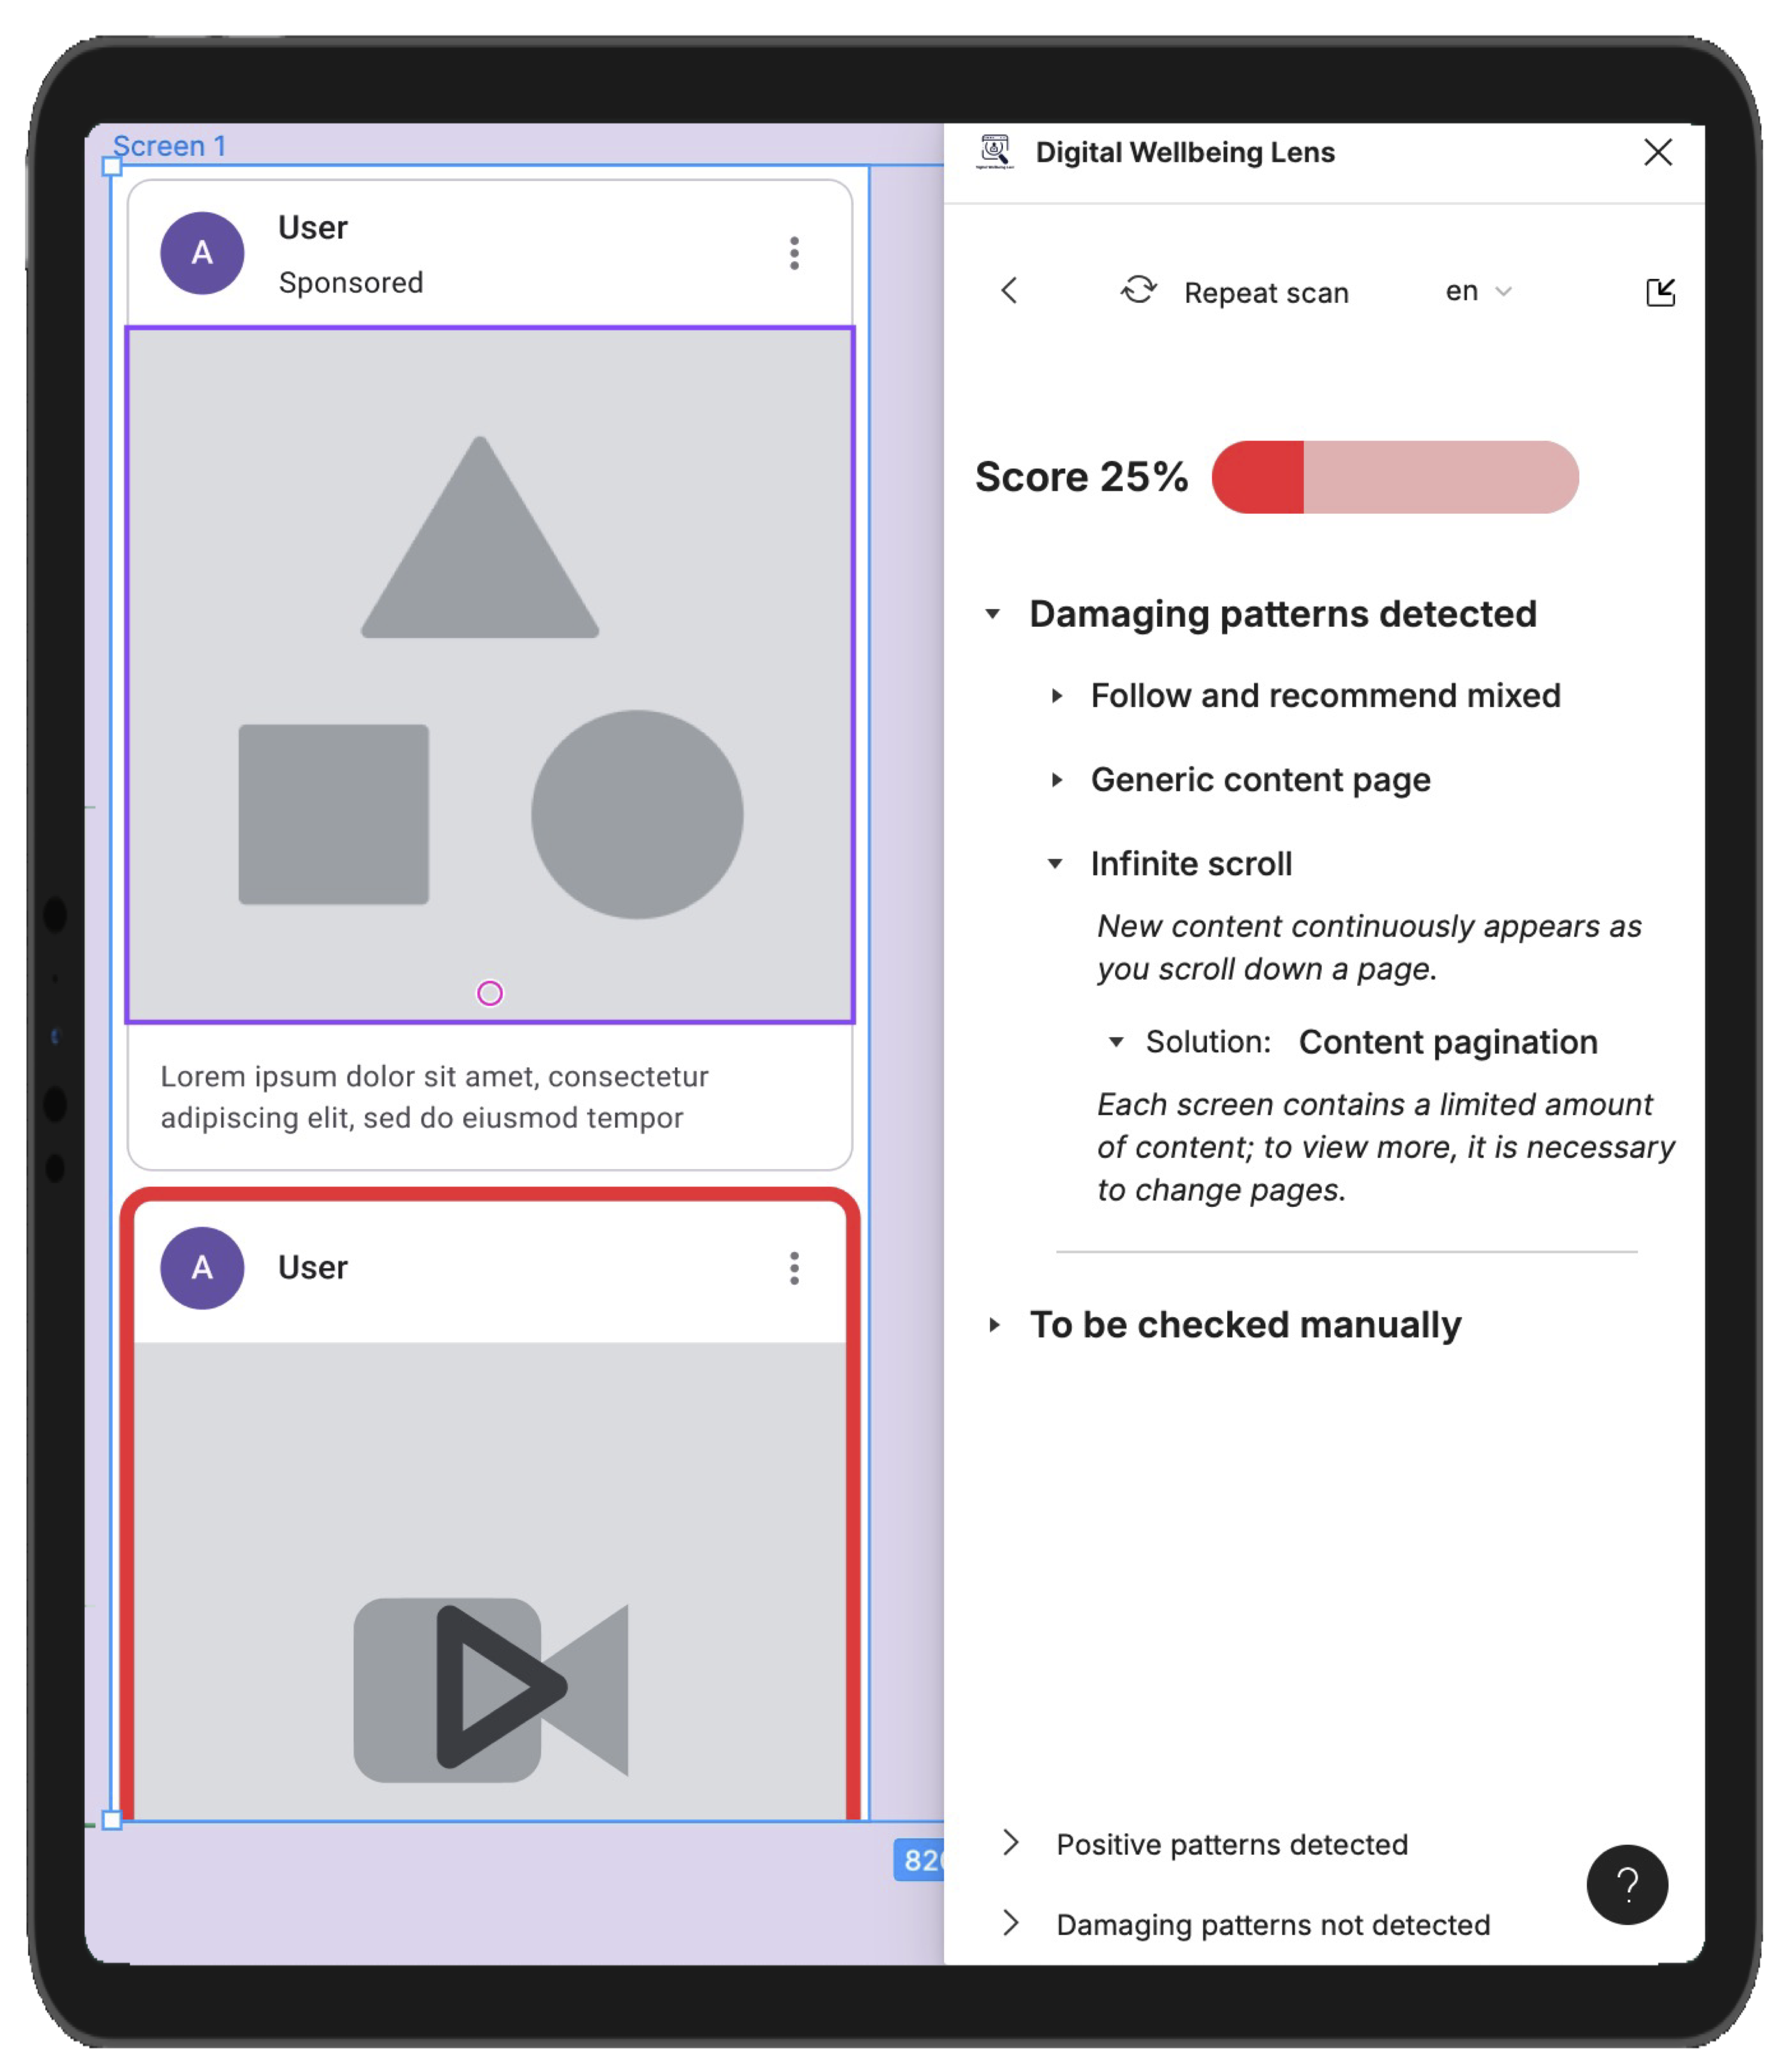 Screen 1
A
User
Sponsored
Lorem ipsum dolor sit amet, consectetur
adipiscing elit, sed do eiusmod tempor
A
User
Digital Wellbeing Lens
Repeat scan
en
Score 25%
Damaging patterns detected
Follow and recommend mixed
Generic content page
Infinite scroll
New content continuously appears as
you scroll down a page.
Solution: Content pagination
Each screen contains a limited amount
of content; to view more, it is necessary
to change pages.
To be checked manually
Positive patterns detected
?
Damaging patterns not detected